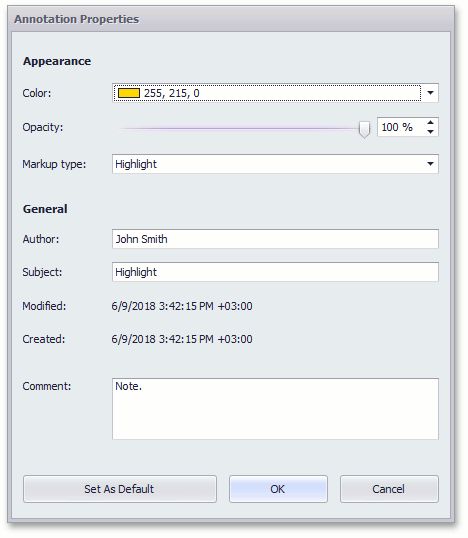 Annotation Properties
Appearance
Color: 255, 215, 0
Opacity: 100 %
Markup type: Highlight
General
Author: John Smith
Subject: Highlight
Modified: 6/9/2018 3:42:15 PM +03:00
Created: 6/9/2018 3:42:15 PM +03:00
Comment: Note.
Set As Default OK Cancel